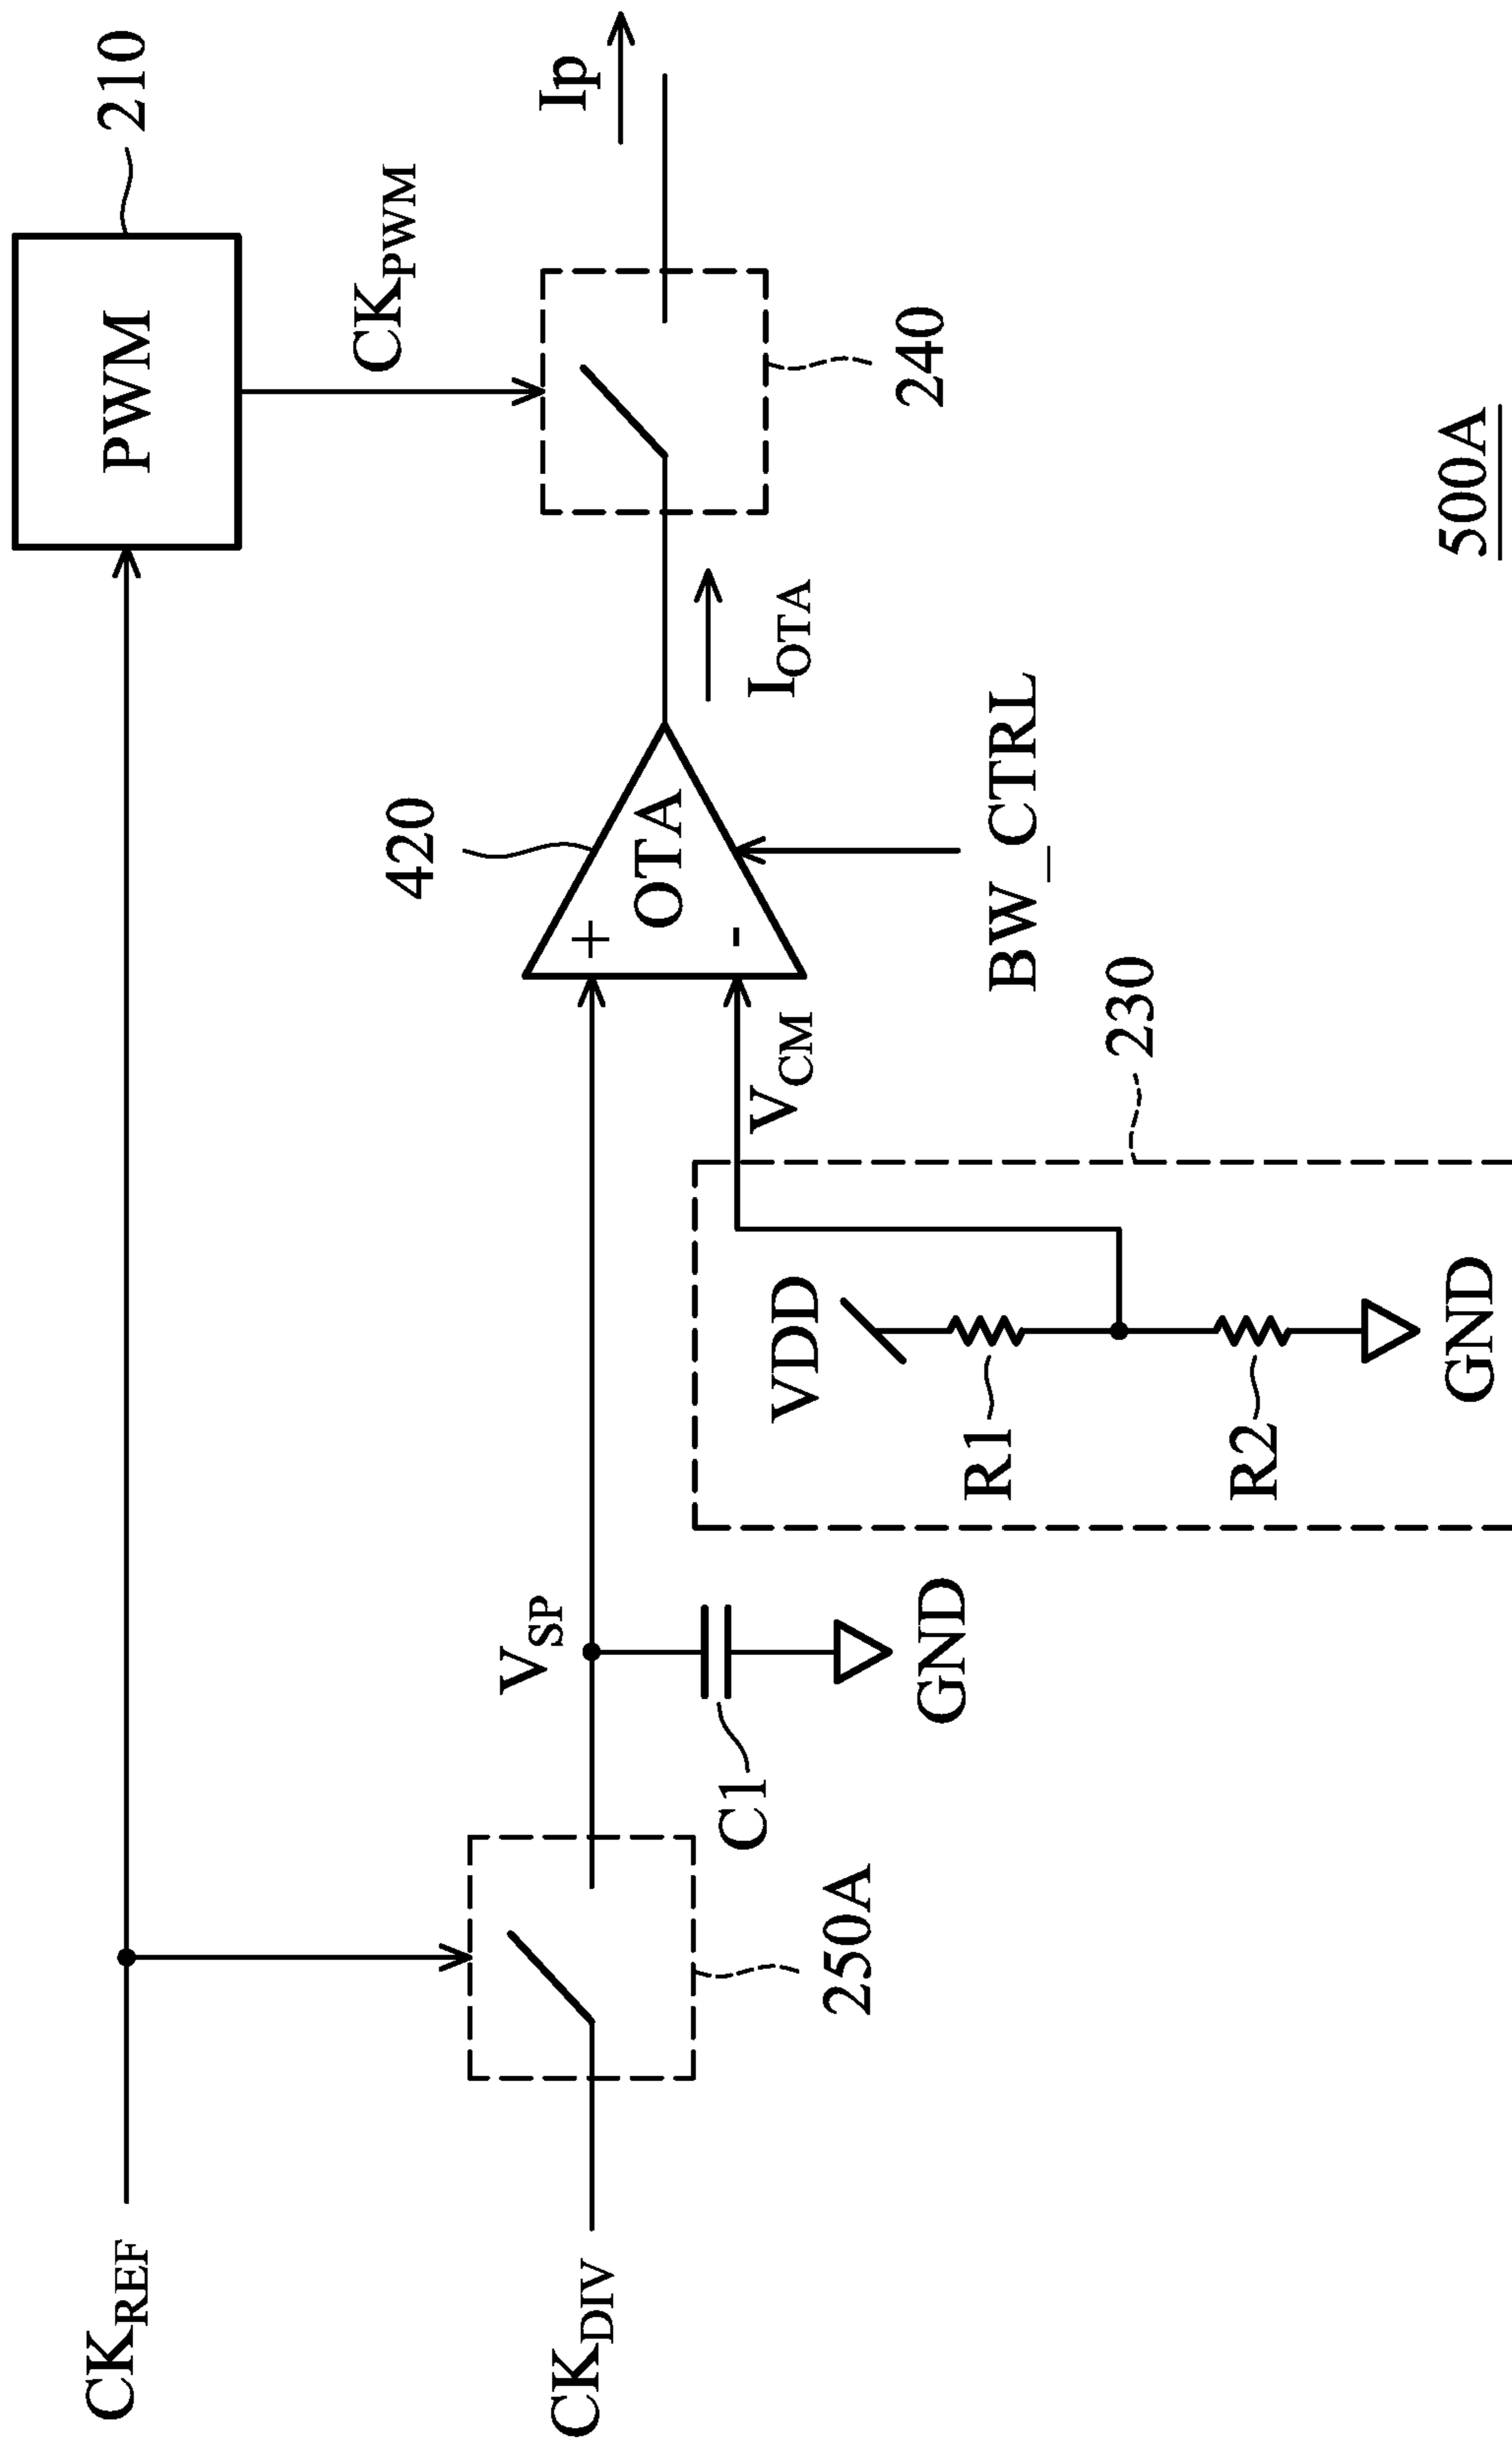 CKREF
PWM
210
CKPWM
Ip
CKDIV
250A
VSP
C1
GND
420
+
-
OTA
IOTA
240
VCM
BW_CTRL
230
VDD
R1
R2
GND
500A